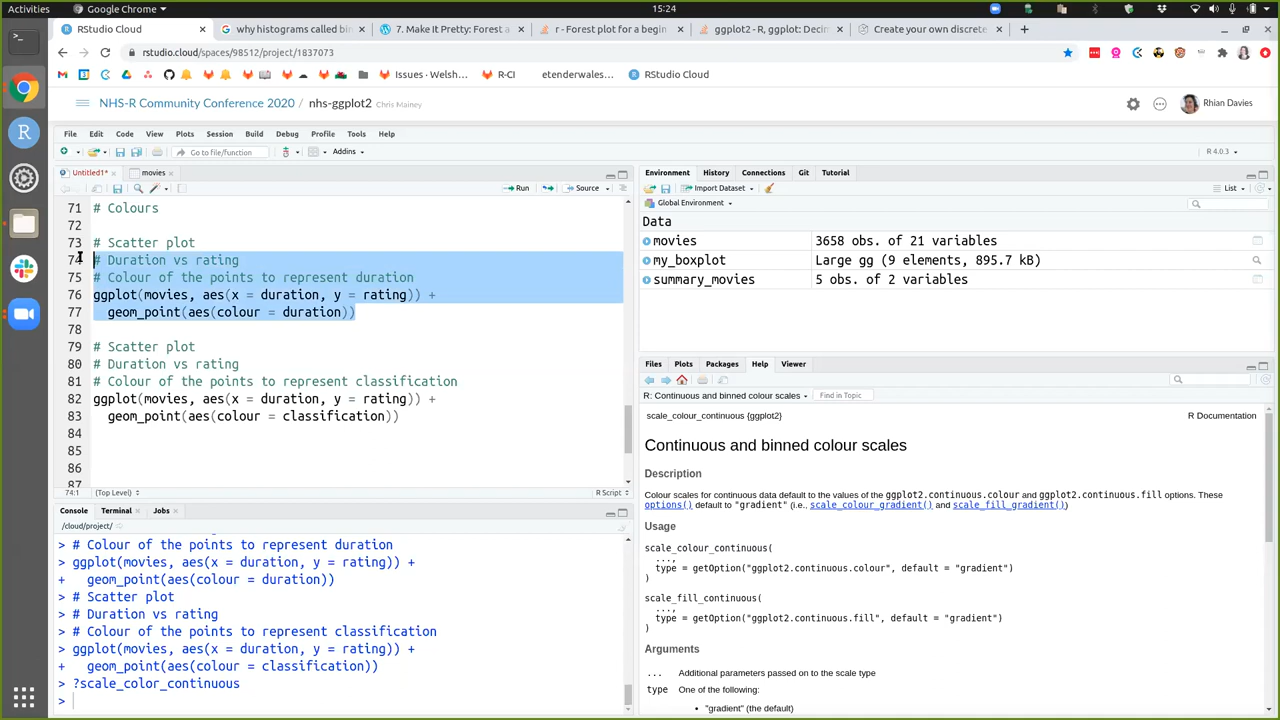 Activities
Google Chrome
15:24
RStudio Cloud
why histograms called bin
7. Make It Pretty: Forest a
r - Forest plot for a begin
ggplot2 - R, ggplot: Decim
Create your own discrete
rstudio.cloud/spaces/98512/project/1837073
Issues · Welsh…
R-CI
etenderwales…
RStudio Cloud
NHS-R Community Conference 2020 / nhs-ggplot2 Chris Mainey
Rhian Davies
File Edit Code View Plots Session Build Debug Profile Tools Help
Go to file/function
Addins
R 4.0.3
Untitled1*
movies
Run
Source
71 # Colours
72
73 # Scatter plot
74 # Duration vs rating
75 # Colour of the points to represent duration
76 ggplot(movies, aes(x = duration, y = rating)) +
77 geom_point(aes(colour = duration))
78
79 # Scatter plot
80 # Duration vs rating
81 # Colour of the points to represent classification
82 ggplot(movies, aes(x = duration, y = rating)) +
83 geom_point(aes(colour = classification))
84
85
86
87
74:1 (Top Level) R Script
Console Terminal Jobs
/cloud/project/
> # Colour of the points to represent duration
> ggplot(movies, aes(x = duration, y = rating)) +
+ geom_point(aes(colour = duration))
> # Scatter plot
> # Duration vs rating
> # Colour of the points to represent classification
> ggplot(movies, aes(x = duration, y = rating)) +
+ geom_point(aes(colour = classification))
> ?scale_color_continuous
>
Environment History Connections Git Tutorial
Import Dataset
List
Global Environment
Data
movies 3658 obs. of 21 variables
my_boxplot Large gg (9 elements, 895.7 kB)
summary_movies 5 obs. of 2 variables
Files Plots Packages Help Viewer
R: Continuous and binned colour scales
Find in Topic
scale_colour_continuous {ggplot2}
R Documentation
Continuous and binned colour scales
Description
Colour scales for continuous data default to the values of the ggplot2.continuous.colour and ggplot2.continuous.fill options. These
options() default to "gradient" (i.e., scale_colour_gradient() and scale_fill_gradient())
Usage
scale_colour_continuous(
...,
type = getOption("ggplot2.continuous.colour", default = "gradient")
)
scale_fill_continuous(
...,
type = getOption("ggplot2.continuous.fill", default = "gradient")
)
Arguments
... Additional parameters passed on to the scale type
type One of the following:
• "gradient" (the default)